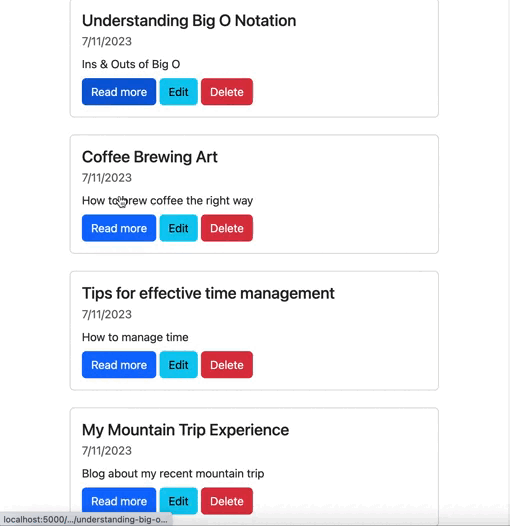 Understanding Big O Notation
7/11/2023
Ins & Outs of Big O
Read more Edit Delete
Coffee Brewing Art
7/11/2023
How to brew coffee the right way
Read more Edit Delete
Tips for effective time management
7/11/2023
How to manage time
Read more Edit Delete
My Mountain Trip Experience
7/11/2023
Blog about my recent mountain trip
Read more Edit Delete
localhost:5000/.../understanding-big-o...